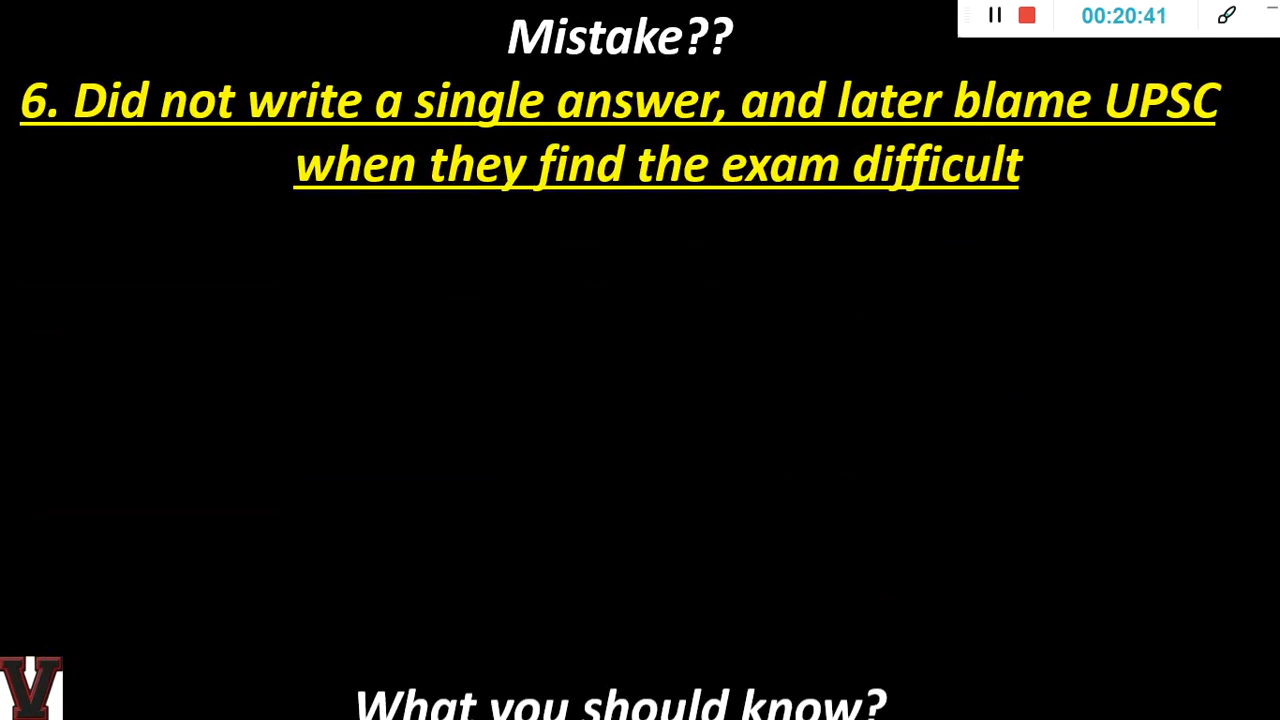 00:20:41
Mistake??
6. Did not write a single answer, and later blame UPSC
when they find the exam difficult
V
What you should know?